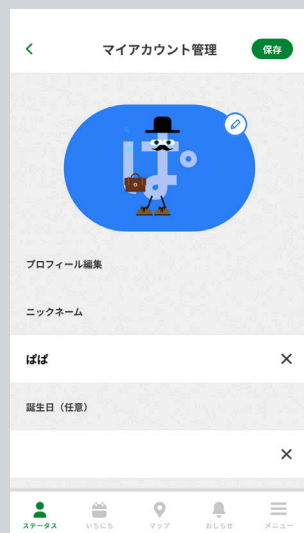 マイアカウント管理
保存
ぱ
プロフィール編集
ニックネーム
ぱぱ
誕生日（任意）
ステータス
いちにち
マップ
おしらせ
メニュー